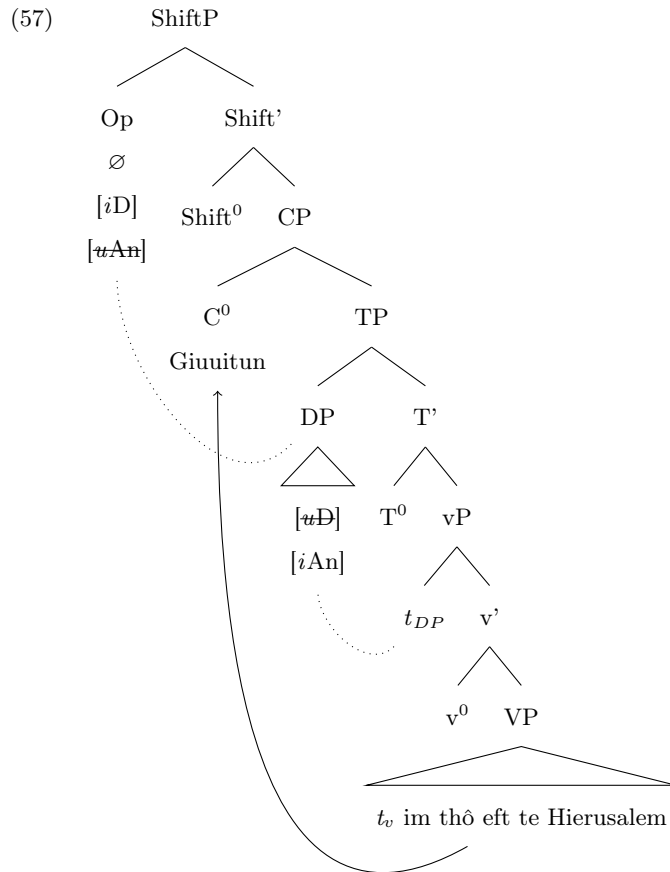 (57) ShiftP
Op Shift'
∅
[iD]
Shift⁰ CP
[uAn]
C⁰ TP
Giuuitun
DP T'
[uD] T⁰ vP
[iAn]
t_DP v'
v⁰ VP
t_v im thô eft te Hierusalem